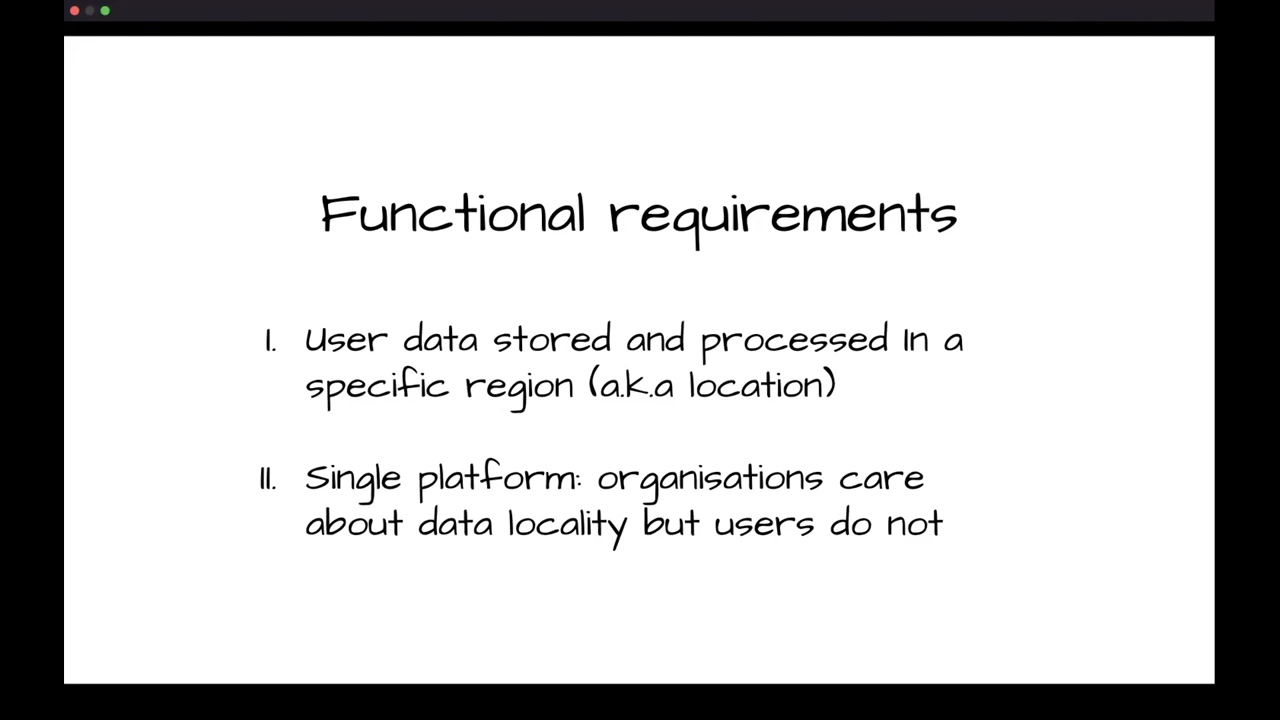 Functional requirements
I. User data stored and processed In a
specific region (a.k.a location)
II. Single platform: organisations care
about data locality but users do not